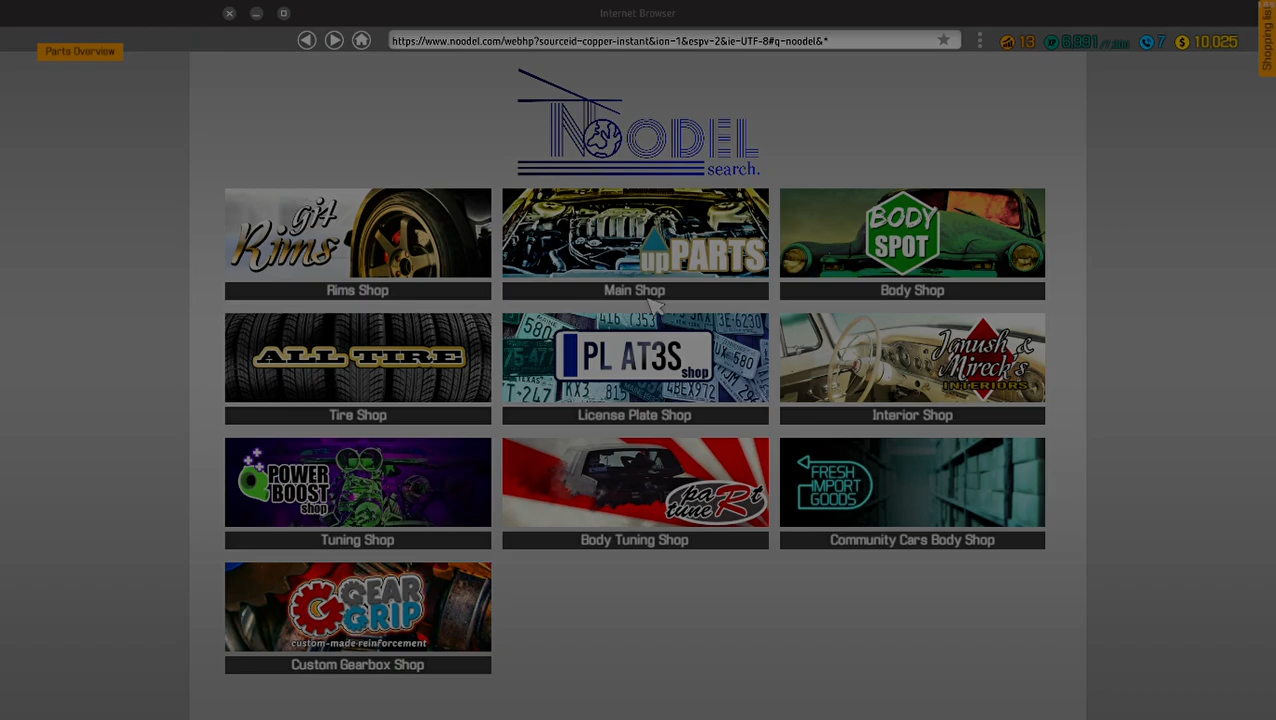 Internet Browser
https://www.noodel.com/webhp?sourceid=copper-instant&ion=1&espv=2&ie=UTF-8#q=noodel&*
13
7
10,025
Shopping list
Parts Overview
NOODEL
search.
git Rims
upPARTS
BODY SPOT
Rims Shop
Main Shop
Body Shop
ALL TIRE
580
PL AT3S
shop
TEXAS
Janush &
Mireck's
INTERIORS
Tire Shop
License Plate Shop
Interior Shop
POWER
BOOST
shop
paRt
tune
FRESH
IMPORT
GOODS
Tuning Shop
Body Tuning Shop
Community Cars Body Shop
GEAR
GRIP
custom-made reinforcement
Custom Gearbox Shop